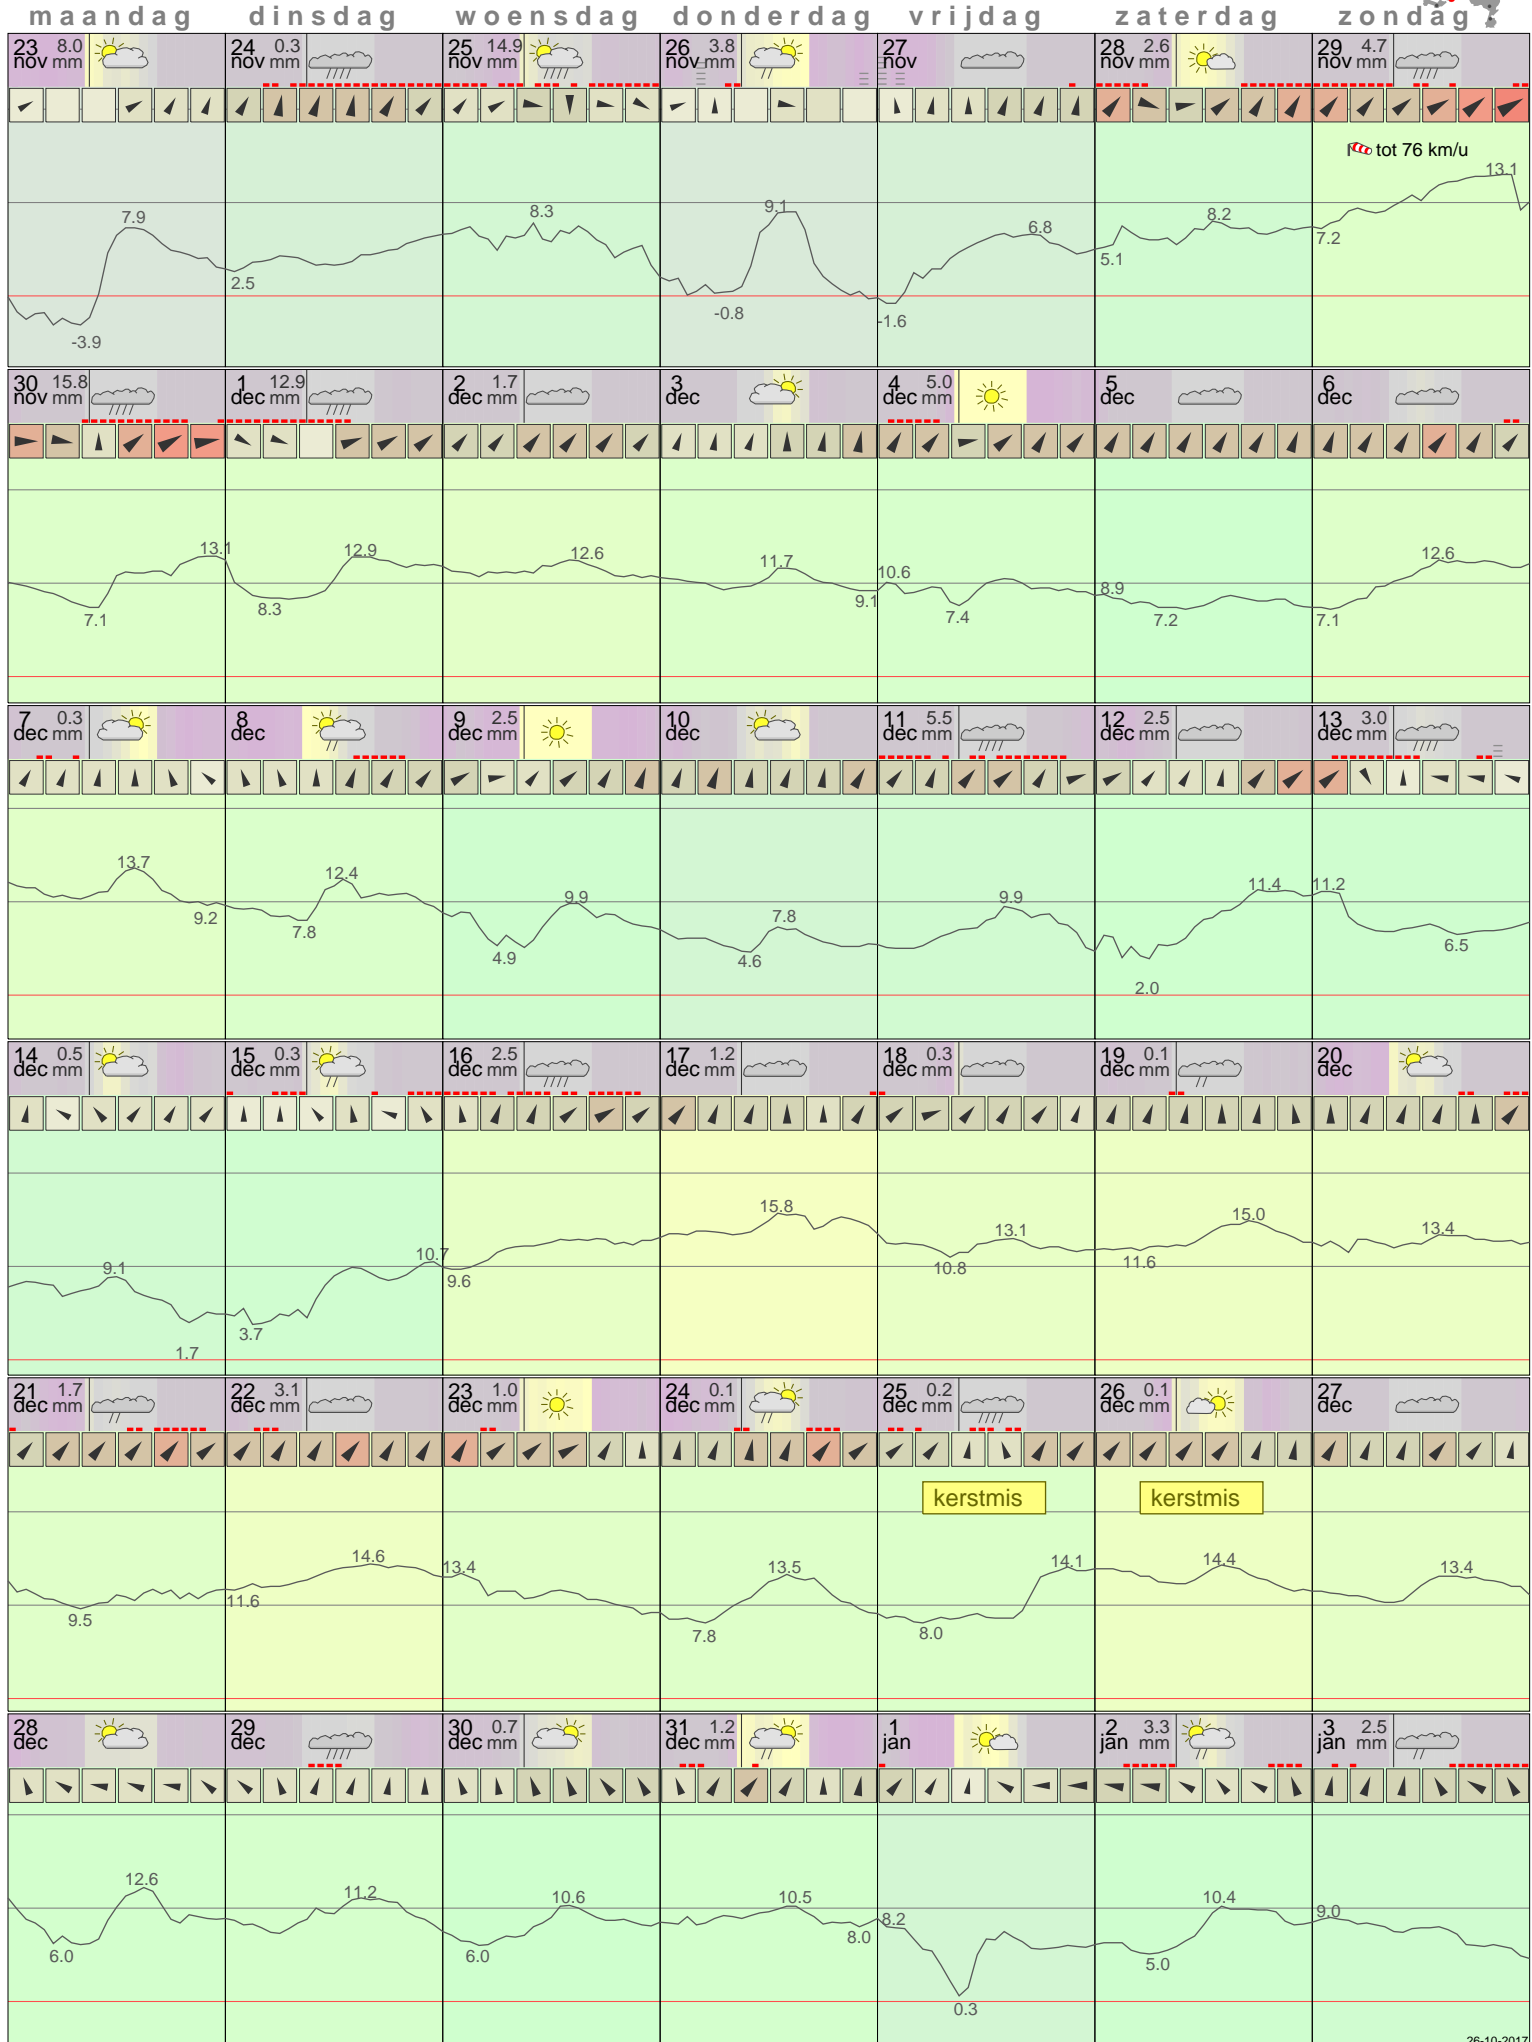 maandag dinsdag woensdag donderdag vrijdag zaterdag zondag
23 nov 8.0 mm 24 nov 0.3 mm 25 nov 14.9 mm 26 nov 3.8 mm 27 nov 28 nov 2.6 mm 29 nov 4.7 mm
tot 76 km/u
7.9 8.3 9.1 6.8 8.2 13.1
-3.9 2.5 -0.8 -1.6 5.1 7.2
30 nov 15.8 mm 1 dec 12.9 mm 2 dec 1.7 mm 3 dec 4 dec 5.0 mm 5 dec 6 dec
13.1 12.9 12.6 11.7 10.6 8.9 12.6
7.1 8.3 9.1 7.4 7.2 7.1
7 dec 0.3 mm 8 dec 9 dec 2.5 mm 10 dec 11 dec 5.5 mm 12 dec 2.5 mm 13 dec 3.0 mm
13.7 12.4 9.9 7.8 9.9 11.4 11.2
9.2 7.8 4.9 4.6 2.0 6.5
14 dec 0.5 mm 15 dec 0.3 mm 16 dec 2.5 mm 17 dec 1.2 mm 18 dec 0.3 mm 19 dec 0.1 mm 20 dec
9.1 10.7 15.8 13.1 15.0 13.4
1.7 3.7 9.6 10.8 11.6
21 dec 1.7 mm 22 dec 3.1 mm 23 dec 1.0 mm 24 dec 0.1 mm 25 dec 0.2 mm 26 dec 0.1 mm 27 dec
kerstmis kerstmis
14.6 13.4 13.5 14.1 14.4 13.4
9.5 11.6 7.8 8.0
28 dec 29 dec 30 dec 0.7 mm 31 dec 1.2 mm 1 jan 2 jan 3.3 mm 3 jan 2.5 mm
12.6 11.2 10.6 10.5 8.2 10.4 9.0
6.0 6.0 8.0 0.3 5.0
26-10-2017